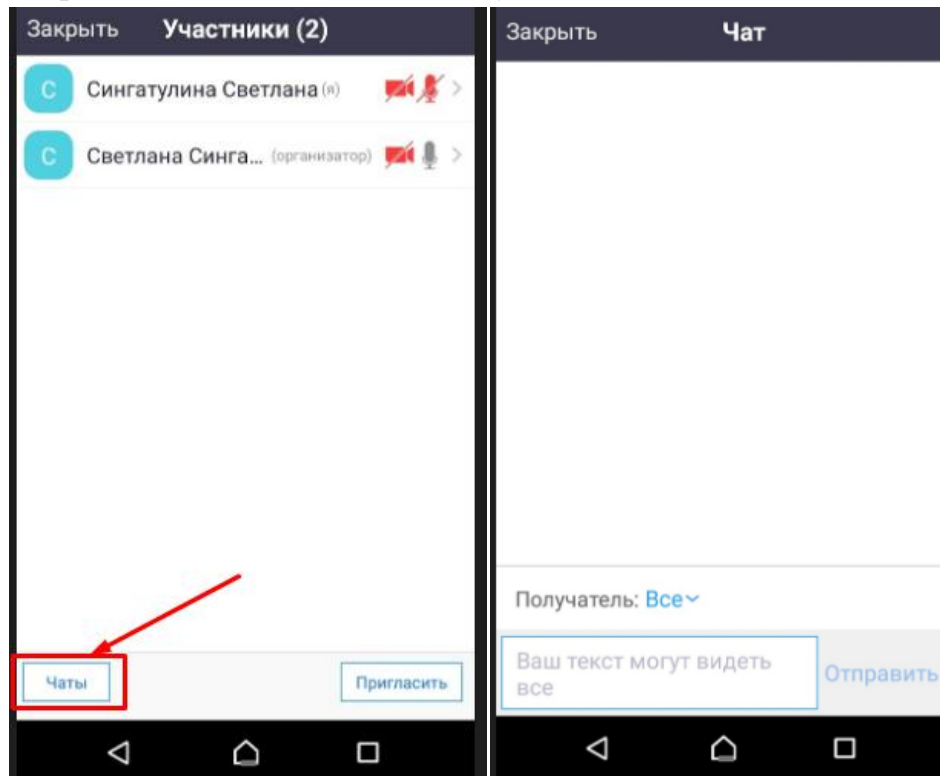 Закрыть Участники (2)
С Сингатулина Светлана (я)
С Светлана Синга... (организатор)
Чаты Пригласить
Закрыть Чат
Получатель: Все
Ваш текст могут видеть
все
Отправить